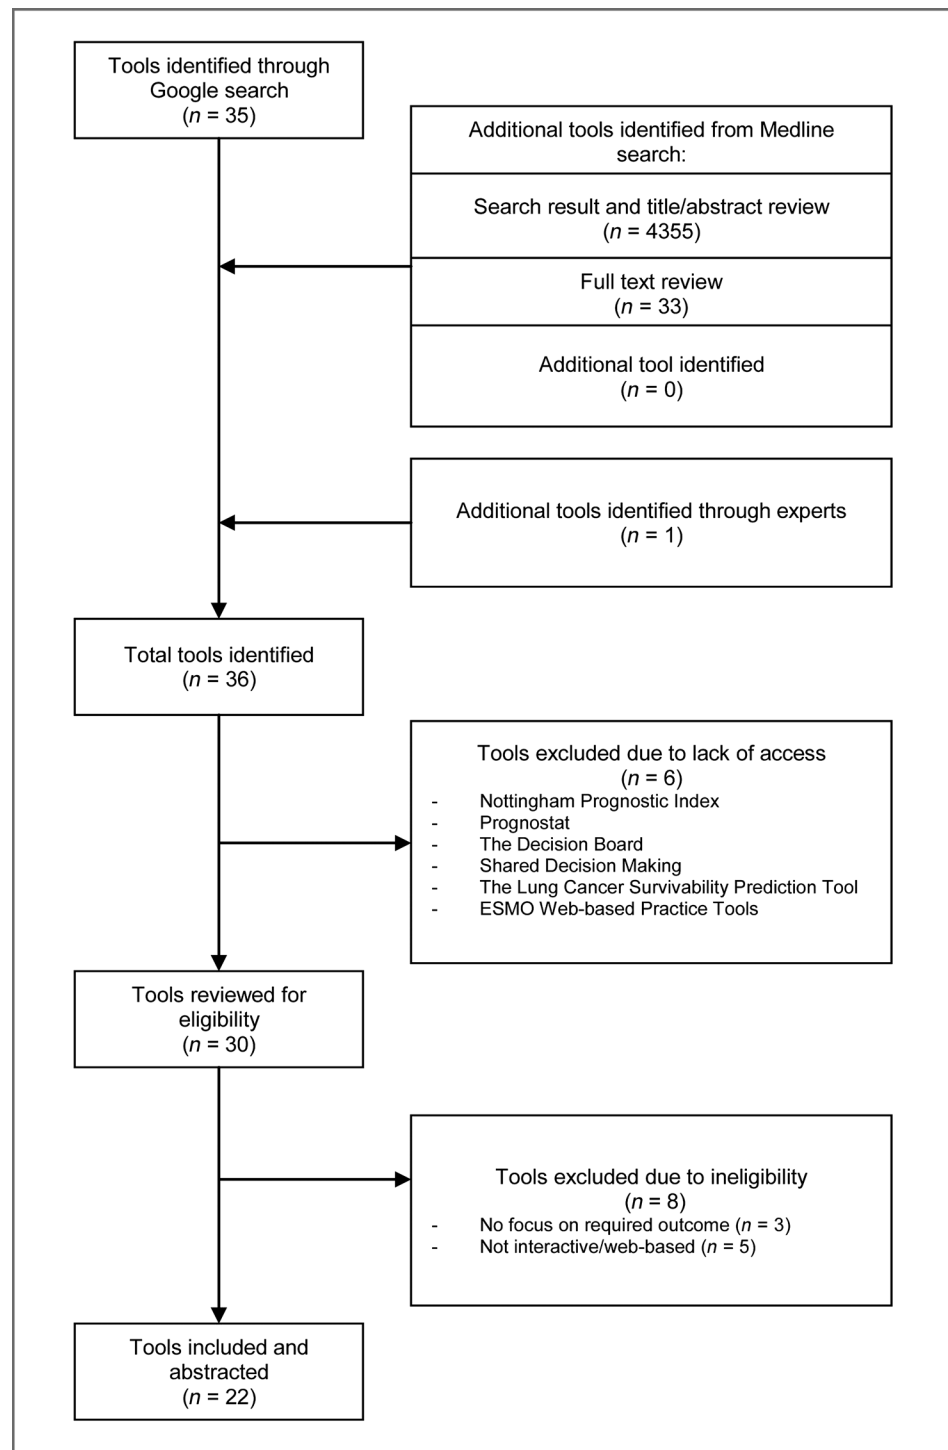 Tools identified through
Google search
(n = 35)
Additional tools identified from Medline
search:
Search result and title/abstract review
(n = 4355)
Full text review
(n = 33)
Additional tool identified
(n = 0)
Additional tools identified through experts
(n = 1)
Total tools identified
(n = 36)
Tools excluded due to lack of access
(n = 6)
- Nottingham Prognostic Index
- Prognostat
- The Decision Board
- Shared Decision Making
- The Lung Cancer Survivability Prediction Tool
- ESMO Web-based Practice Tools
Tools reviewed for
eligibility
(n = 30)
Tools excluded due to ineligibility
(n = 8)
- No focus on required outcome (n = 3)
- Not interactive/web-based (n = 5)
Tools included and
abstracted
(n = 22)